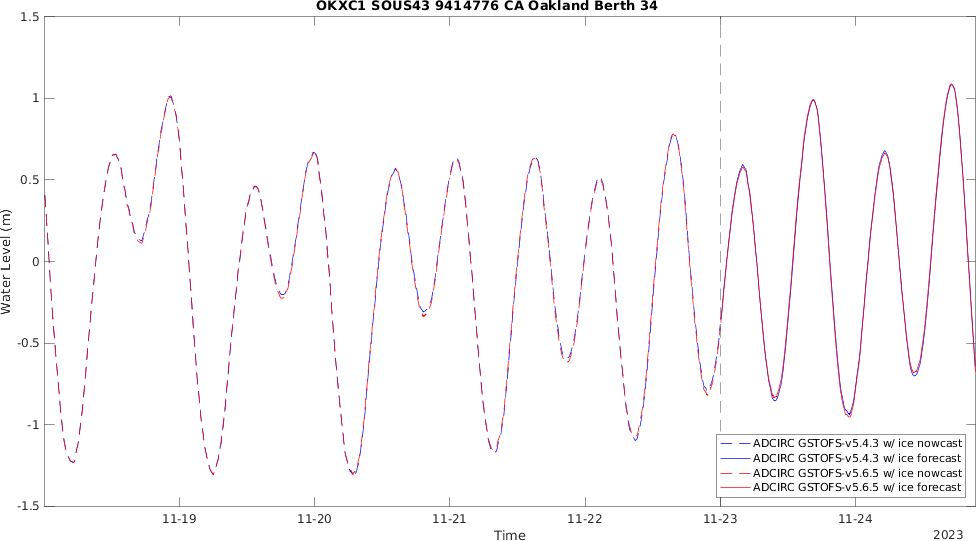 OKXC1 SOUS43 9414776 CA Oakland Berth 34
1.5
1
0.5
0
-0.5
-1
-1.5
Water Level (m)
11-19
11-20
11-21
11-22
11-23
11-24
Time
2023
ADCIRC GSTOFS-v5.4.3 w/ ice nowcast
ADCIRC GSTOFS-v5.4.3 w/ ice forecast
ADCIRC GSTOFS-v5.6.5 w/ ice nowcast
ADCIRC GSTOFS-v5.6.5 w/ ice forecast